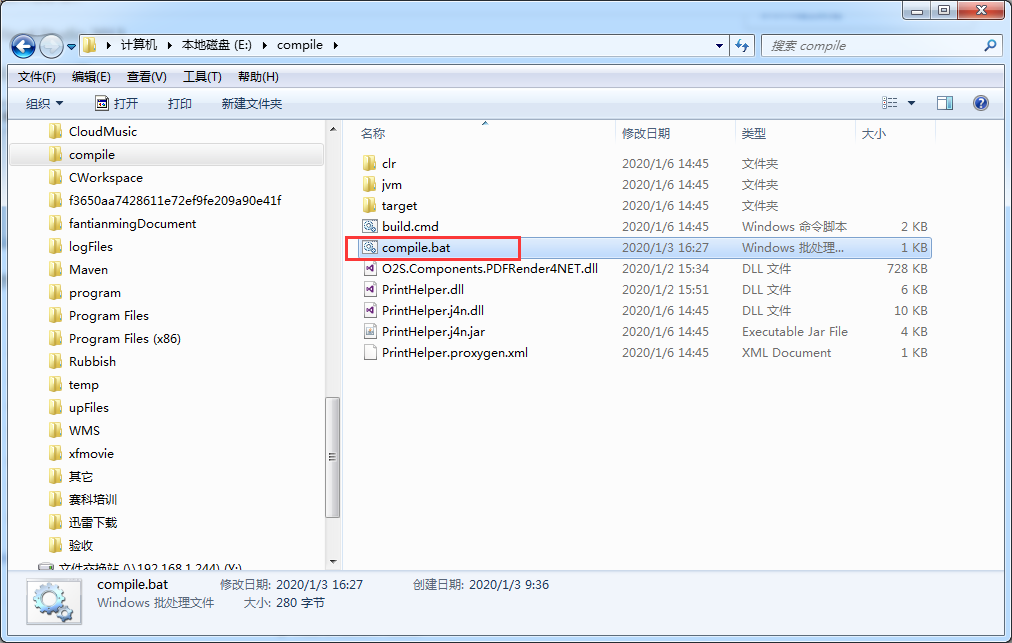 计算机 本地磁盘 (E:) compile
搜索 compile
文件(F) 编辑(E) 查看(V) 工具(T) 帮助(H)
组织 打开 打印 新建文件夹
CloudMusic
compile
CWorkspace
f3650aa7428611e72ef9fe209a90e41f
fantianmingDocument
logFiles
Maven
program
Program Files
Program Files (x86)
Rubbish
temp
upFiles
WMS
xfmovie
其它
赛科培训
迅雷下载
验收
文件交换站 (\\192.168.1.244) (Y:)
名称 修改日期 类型 大小
clr 2020/1/6 14:45 文件夹
jvm 2020/1/6 14:45 文件夹
target 2020/1/6 14:45 文件夹
build.cmd 2020/1/6 14:45 Windows 命令脚本 2 KB
compile.bat 2020/1/3 16:27 Windows 批处理... 1 KB
O2S.Components.PDFRender4NET.dll 2020/1/2 15:34 DLL 文件 728 KB
PrintHelper.dll 2020/1/2 15:51 DLL 文件 6 KB
PrintHelper.j4n.dll 2020/1/6 14:45 DLL 文件 10 KB
PrintHelper.j4n.jar 2020/1/6 14:45 Executable Jar File 4 KB
PrintHelper.proxygen.xml 2020/1/6 14:45 XML Document 1 KB
compile.bat 修改日期: 2020/1/3 16:27 创建日期: 2020/1/3 9:36
Windows 批处理文件 大小: 280 字节